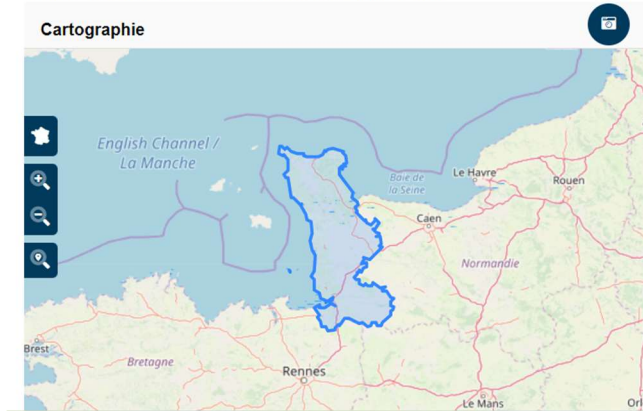 Cartographie
English Channel /
La Manche
Baie de
la Seine
Le Havre
Rouen
Caen
Normandie
Brest
Bretagne
Rennes
Le Mans
Orl